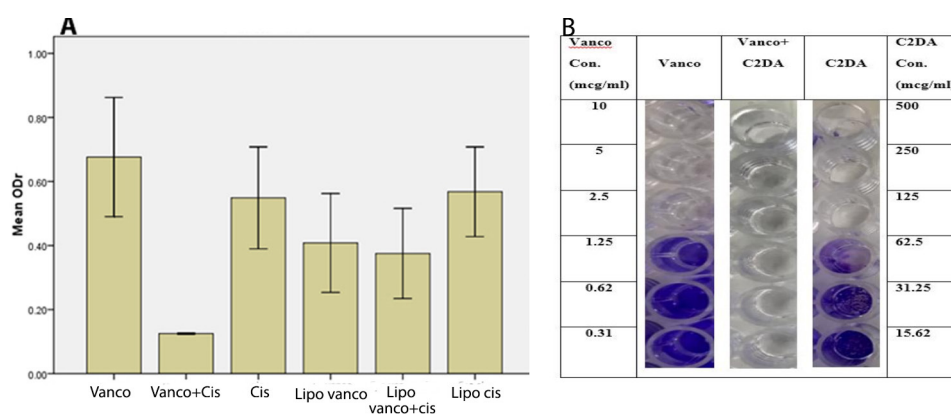 A
Mean ODr
1.00
0.80
0.60
0.40
0.20
0.00
Vanco
Vanco+Cis
Cis
Lipo vanco
Lipo
vanco+cis
Lipo cis
B
Vanco
Con.
(mcg/ml)
Vanco
Vanco+
C2DA
C2DA
C2DA
Con.
(mcg/ml
10
500
5
250
2.5
125
1.25
62.5
0.62
31.25
0.31
15.62